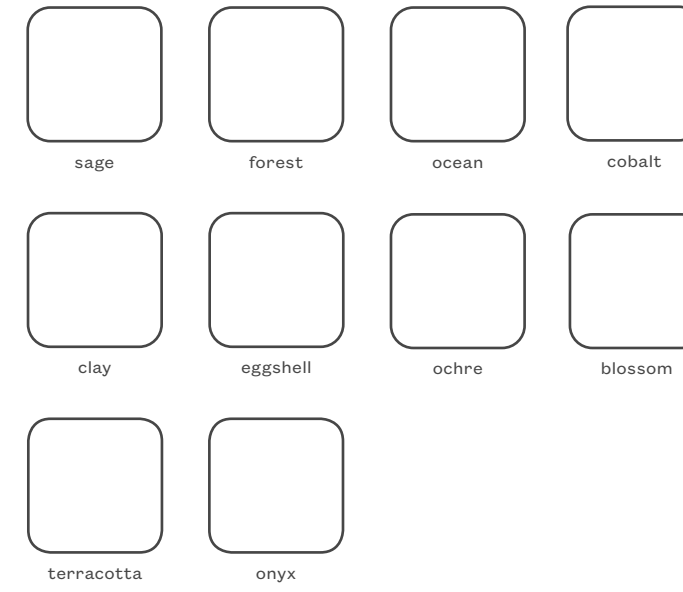 sage forest ocean cobalt
clay eggshell ochre blossom
terracotta onyx